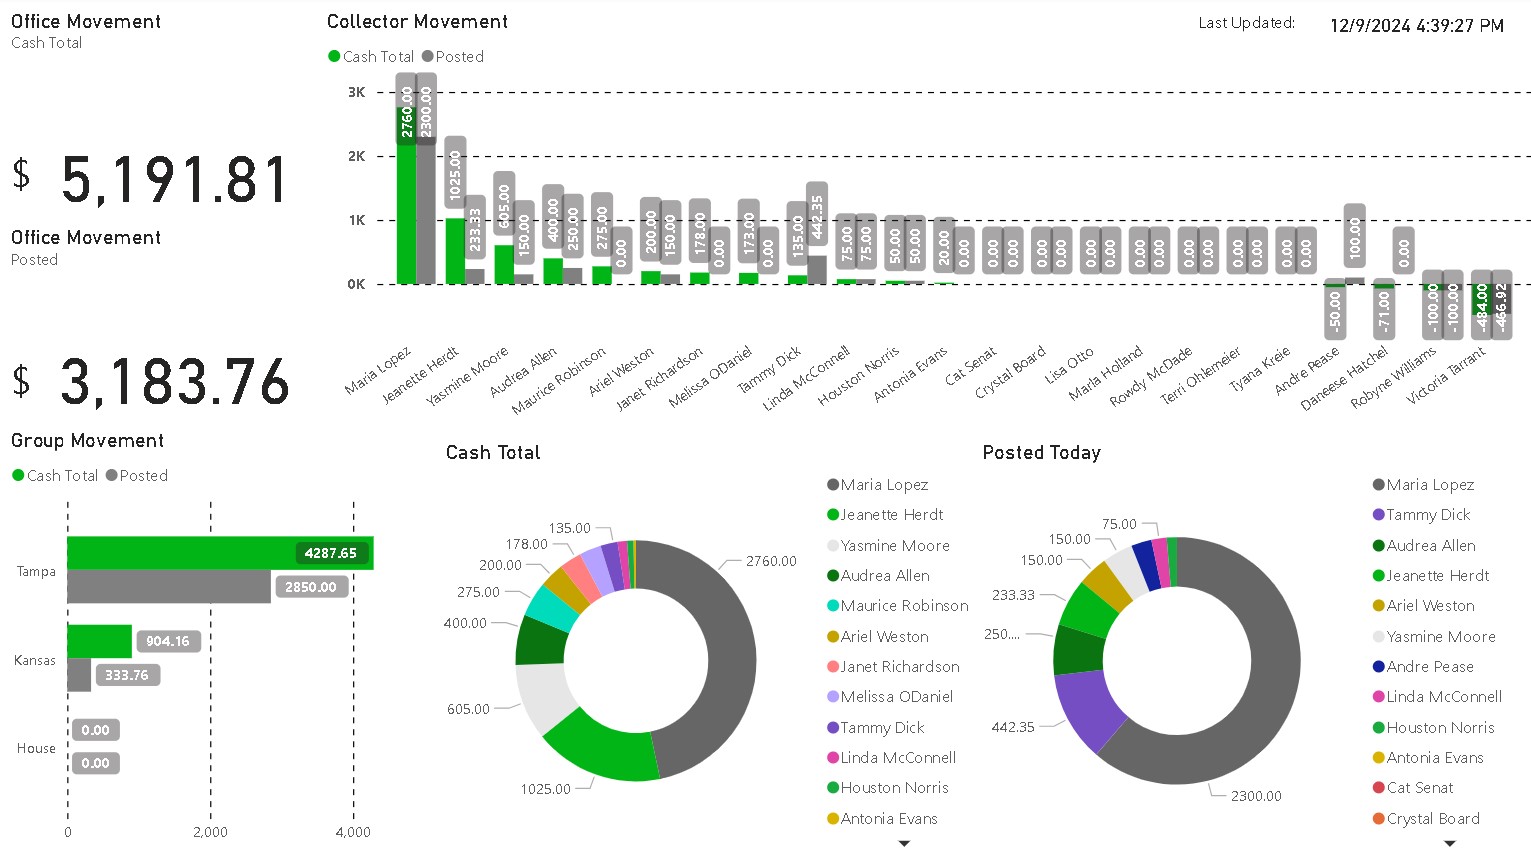 Office Movement
Cash Total
$ 5,191.81
Office Movement
Posted
$ 3,183.76
Collector Movement
Last Updated: 12/9/2024 4:39:27 PM
Cash Total Posted
3K
2K
1K
0K
2760.00 2300.00
1025.00 233.33
605.00 150.00
400.00 250.00
275.00 0.00
200.00 150.00
178.00 0.00
173.00 0.00
135.00 442.35
75.00 75.00
50.00 50.00
20.00 0.00
0.00 0.00
0.00 0.00
0.00 0.00
0.00 0.00
0.00 0.00
0.00 0.00
0.00 0.00
-50.00 100.00
-71.00 0.00
-100.00 -100.00
-484.00 -466.92
Maria Lopez
Jeanette Herdt
Yasmine Moore
Audrea Allen
Maurice Robinson
Ariel Weston
Janet Richardson
Melissa ODaniel
Tammy Dick
Linda McConnell
Houston Norris
Antonia Evans
Cat Senat
Crystal Board
Lisa Otto
Marla Holland
Rowdy McDade
Terri Ohlemeier
Tyana Kreie
Andre Pease
Daneese Hatchel
Robyne Williams
Victoria Tarrant
Group Movement
Cash Total Posted
Tampa
4287.65
2850.00
Kansas
904.16
333.76
House
0.00
0.00
0 2,000 4,000
Cash Total
135.00
178.00
200.00
275.00
400.00
605.00
1025.00
2760.00
Maria Lopez
Jeanette Herdt
Yasmine Moore
Audrea Allen
Maurice Robinson
Ariel Weston
Janet Richardson
Melissa ODaniel
Tammy Dick
Linda McConnell
Houston Norris
Antonia Evans
Posted Today
75.00
150.00
150.00
233.33
250....
442.35
2300.00
Maria Lopez
Tammy Dick
Audrea Allen
Jeanette Herdt
Ariel Weston
Yasmine Moore
Andre Pease
Linda McConnell
Houston Norris
Antonia Evans
Cat Senat
Crystal Board